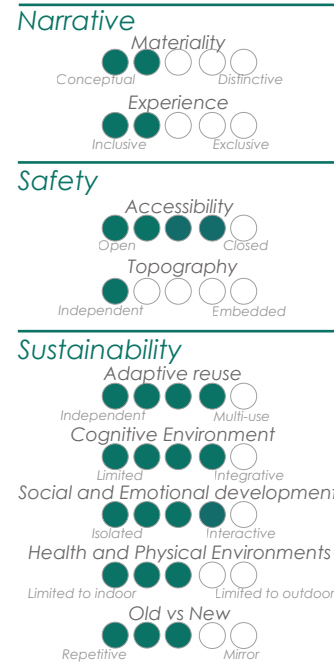 Narrative
Materiality
Conceptual Distinctive
Experience
Inclusive Exclusive
Safety
Accessibility
Open Closed
Topography
Independent Embedded
Sustainability
Adaptive reuse
Independent Multi-use
Cognitive Environment
Limited Integrative
Social and Emotional development
Isolated Interactive
Health and Physical Environments
Limited to indoor Limited to outdoor
Old vs New
Repetitive Mirror